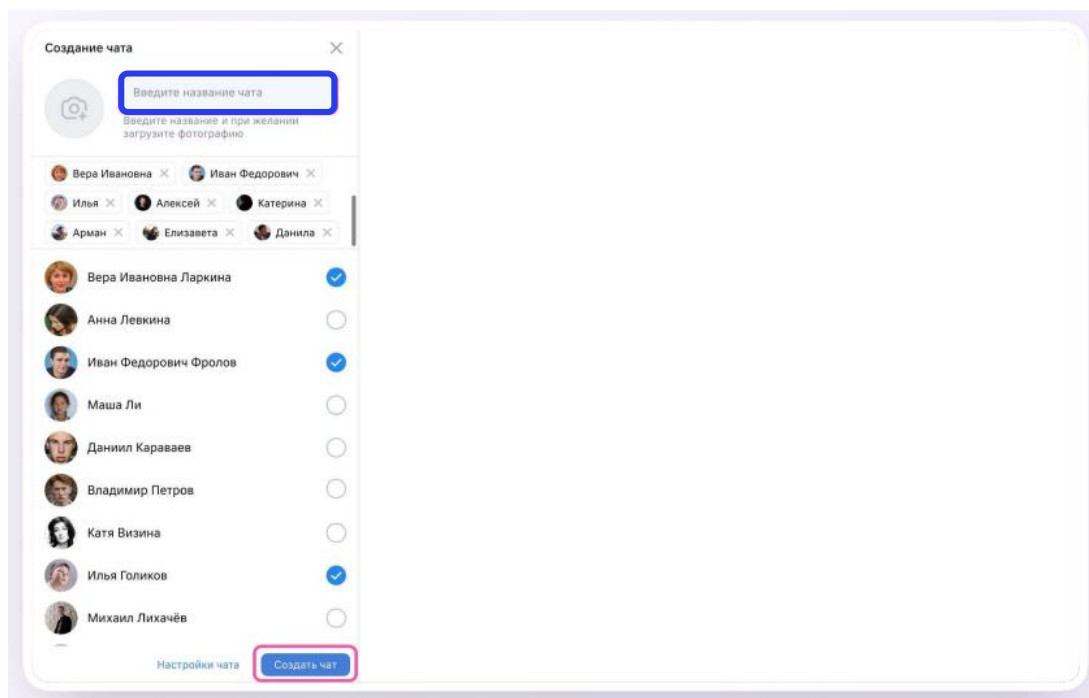 Создание чата
Введите название чата
Введите название и при желании
загрузите фотографию
Вера Ивановна Иван Федорович
Илья Алексей Катерина
Арман Елизавета Данила
Вера Ивановна Ларкина
Анна Левкина
Иван Федорович Фролов
Маша Ли
Даниил Караваев
Владимир Петров
Катя Визина
Илья Голиков
Михаил Лихачёв
Настройки чата Создать чат